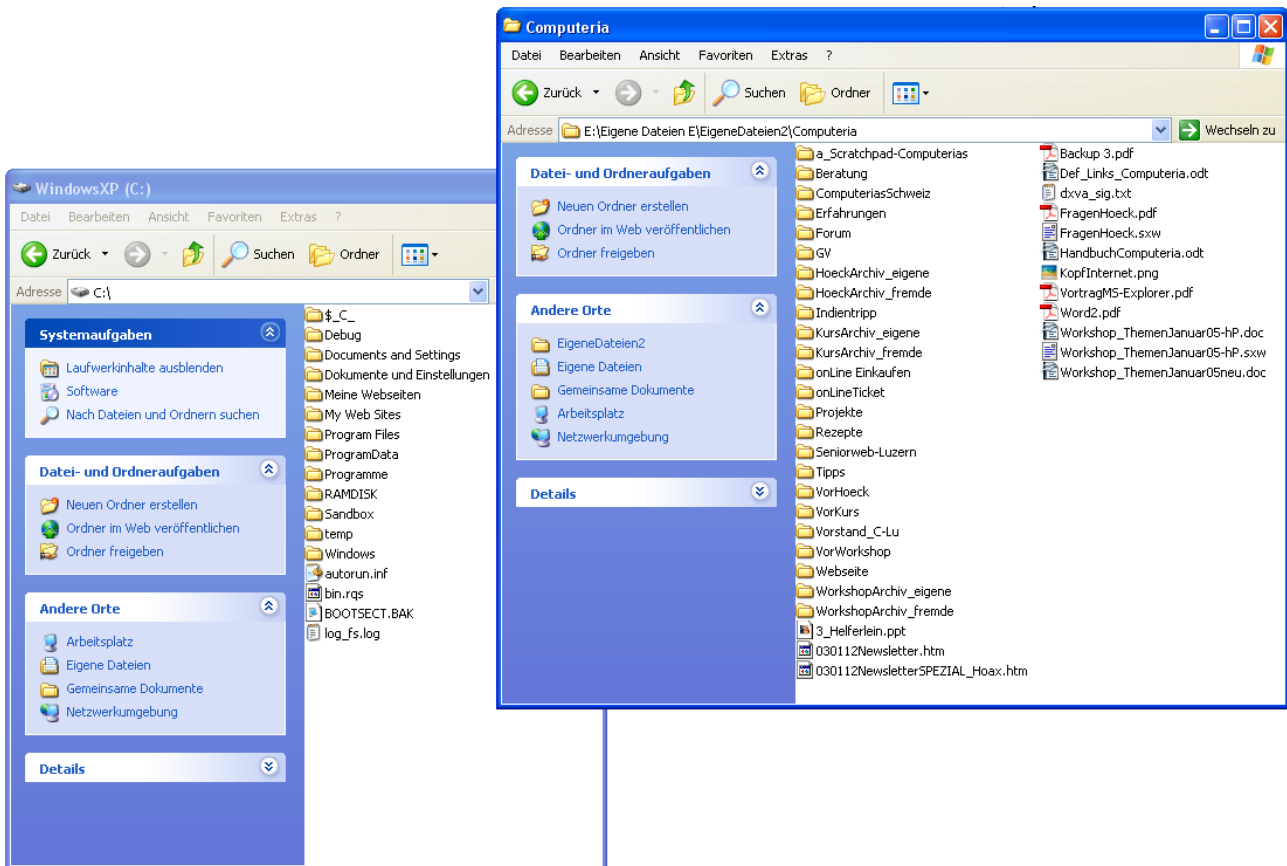 Computeria
Datei Bearbeiten Ansicht Favoriten Extras ?
Zurück Suchen Ordner
Adresse E:\Eigene Dateien E\EigeneDateien2\Computeria Wechseln zu
Datei- und Ordneraufgaben
Neuen Ordner erstellen
Ordner im Web veröffentlichen
Ordner freigeben
Andere Orte
EigeneDateien2
Eigene Dateien
Gemeinsame Dokumente
Arbeitsplatz
Netzwerkumgebung
Details
a_Scratchpad-Computerias
Beratung
ComputeriasSchweiz
Erfahrungen
Forum
GV
HoeckArchiv_eigene
HoeckArchiv_fremde
Indientripp
KursArchiv_eigene
KursArchiv_fremde
onLine Einkaufen
onLineTicket
Projekte
Rezepte
Seniorweb-Luzern
Tipps
VorHoeck
VorKurs
Vorstand_C-Lu
VorWorkshop
Webseite
WorkshopArchiv_eigene
WorkshopArchiv_fremde
3_Helferlein.ppt
030112Newsletter.htm
030112NewsletterSPEZIAL_Hoax.htm
Backup 3.pdf
Def_Links_Computeria.odt
dxva_sig.txt
FragenHoeck.pdf
FragenHoeck.sxw
HandbuchComputeria.odt
KopfInternet.png
VortragMS-Explorer.pdf
Word2.pdf
Workshop_ThemenJanuar05-hP.doc
Workshop_ThemenJanuar05-hP.sxw
Workshop_ThemenJanuar05neu.doc
WindowsXP (C:)
Datei Bearbeiten Ansicht Favoriten Extras ?
Zurück Suchen Ordner
Adresse C:\
Systemaufgaben
Laufwerkinhalte ausblenden
Software
Nach Dateien und Ordnern suchen
Datei- und Ordneraufgaben
Neuen Ordner erstellen
Ordner im Web veröffentlichen
Ordner freigeben
Andere Orte
Arbeitsplatz
Eigene Dateien
Gemeinsame Dokumente
Netzwerkumgebung
Details
$_C_
Debug
Documents and Settings
Dokumente und Einstellungen
Meine Webseiten
My Web Sites
Program Files
ProgramData
Programme
RAMDISK
Sandbox
temp
Windows
autorun.inf
bin.rqs
BOOTSECT.BAK
log_fs.log